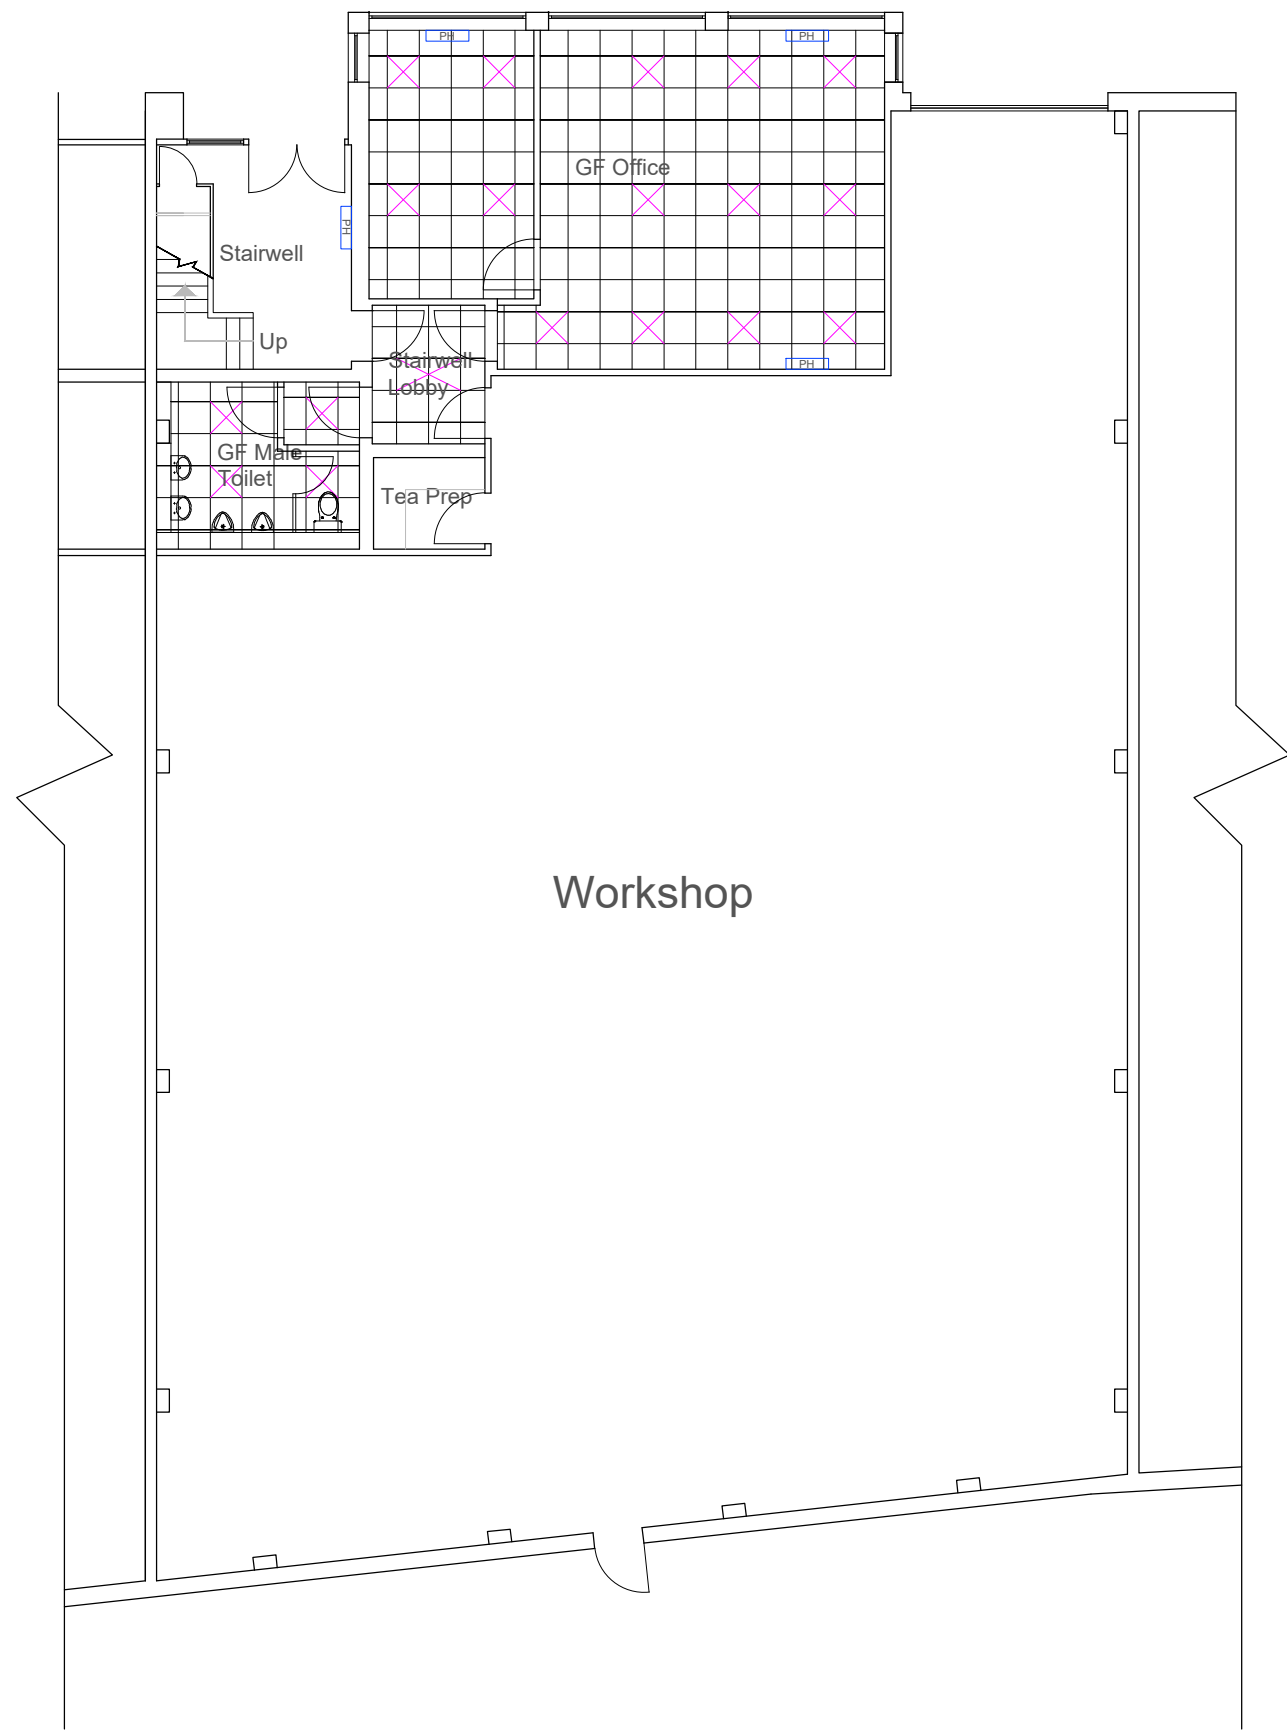 PH
PH
GF Office
PH
Stairwell
Up
Stairwell
Lobby
PH
GF Male
Toilet
Tea Prep
Workshop